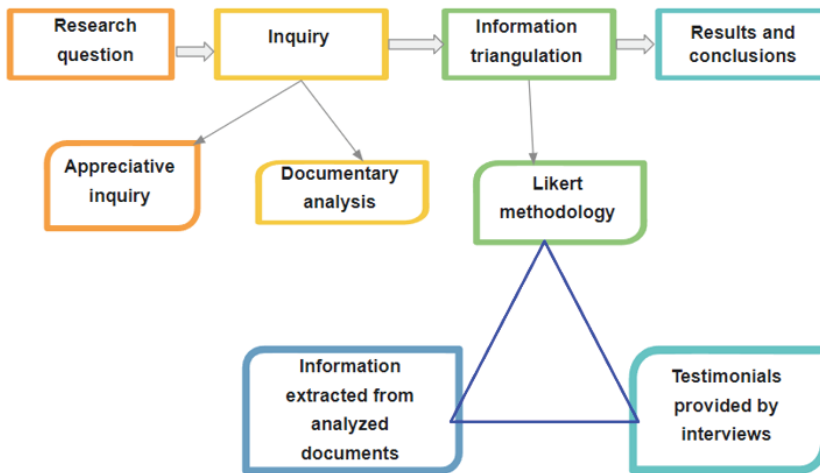 Research
question
Inquiry
Information
triangulation
Results and
conclusions
Appreciative
inquiry
Documentary
analysis
Likert
methodology
Information
extracted from
analyzed
documents
Testimonials
provided by
interviews